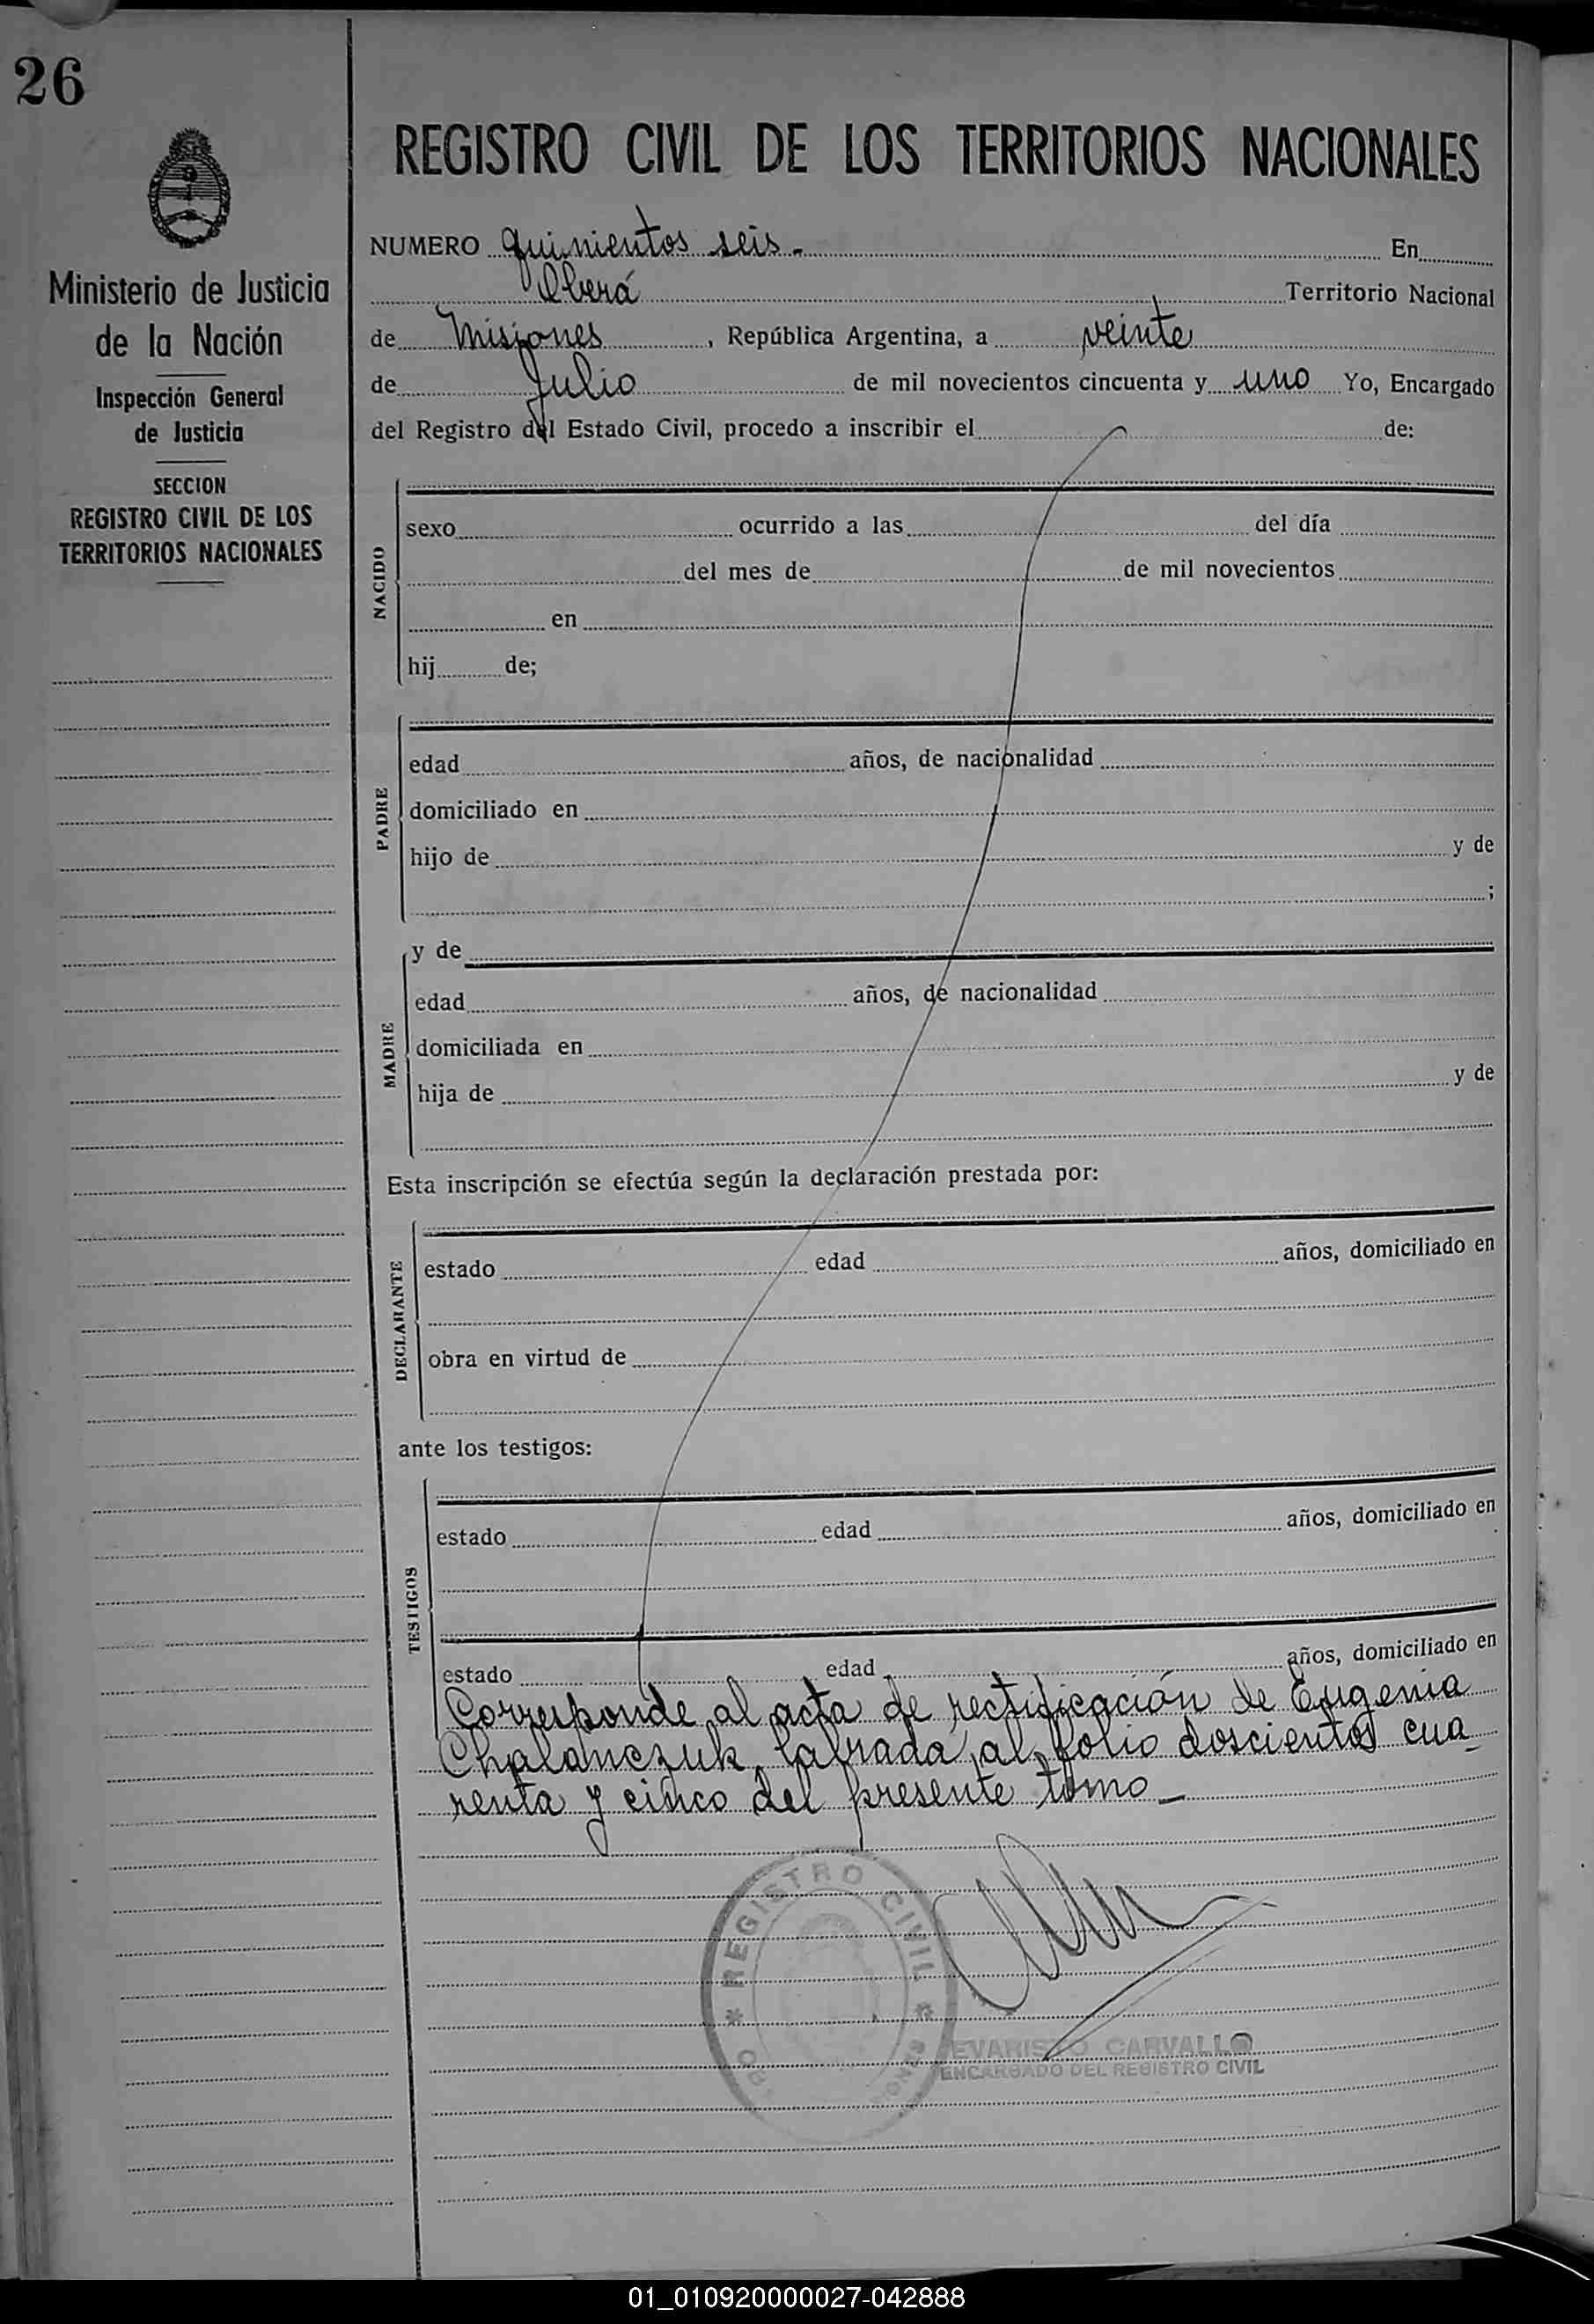 26
REGISTRO CIVIL DE LOS TERRITORIOS NACIONALES
Ministerio de Justicia
de la Nación
Inspección General
de Justicia
SECCION
REGISTRO CIVIL DE LOS
TERRITORIOS NACIONALES
NUMERO quinientos seis - En
Oberá Territorio Nacional
de Misiones, República Argentina, a veinte
de Julio de mil novecientos cincuenta y uno Yo, Encargado
del Registro del Estado Civil, procedo a inscribir el de:
NACIDO
sexo ocurrido a las del día
del mes de de mil novecientos
en
hij de;
PADRE
edad años, de nacionalidad
domiciliado en
hijo de y de
;
MADRE
y de
edad años, de nacionalidad
domiciliada en
hija de y de
Esta inscripción se efectúa según la declaración prestada por:
DECLARANTE
estado edad años, domiciliado en
obra en virtud de
ante los testigos:
TESTIGOS
estado edad años, domiciliado en
estado edad años, domiciliado en
Corresponde al acta de rectificación de Eugenia
Chalanczuk labrada al folio doscientos cua
renta y cinco del presente tomo -
* REGISTRO CIVIL *
EVARISTO CARVALLO
ENCARGADO DEL REGISTRO CIVIL
01_010920000027-042888